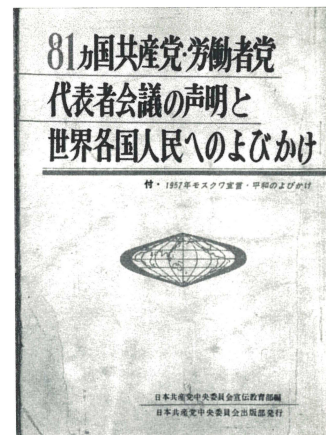 81ヵ国共産党・労働者党
代表者会議の声明と
世界各国人民へのよびかけ
付・1957年モスクワ宣言・平和のよびかけ
日本共産党中央委員会宣伝教育部編
日本共産党中央委員会出版部発行